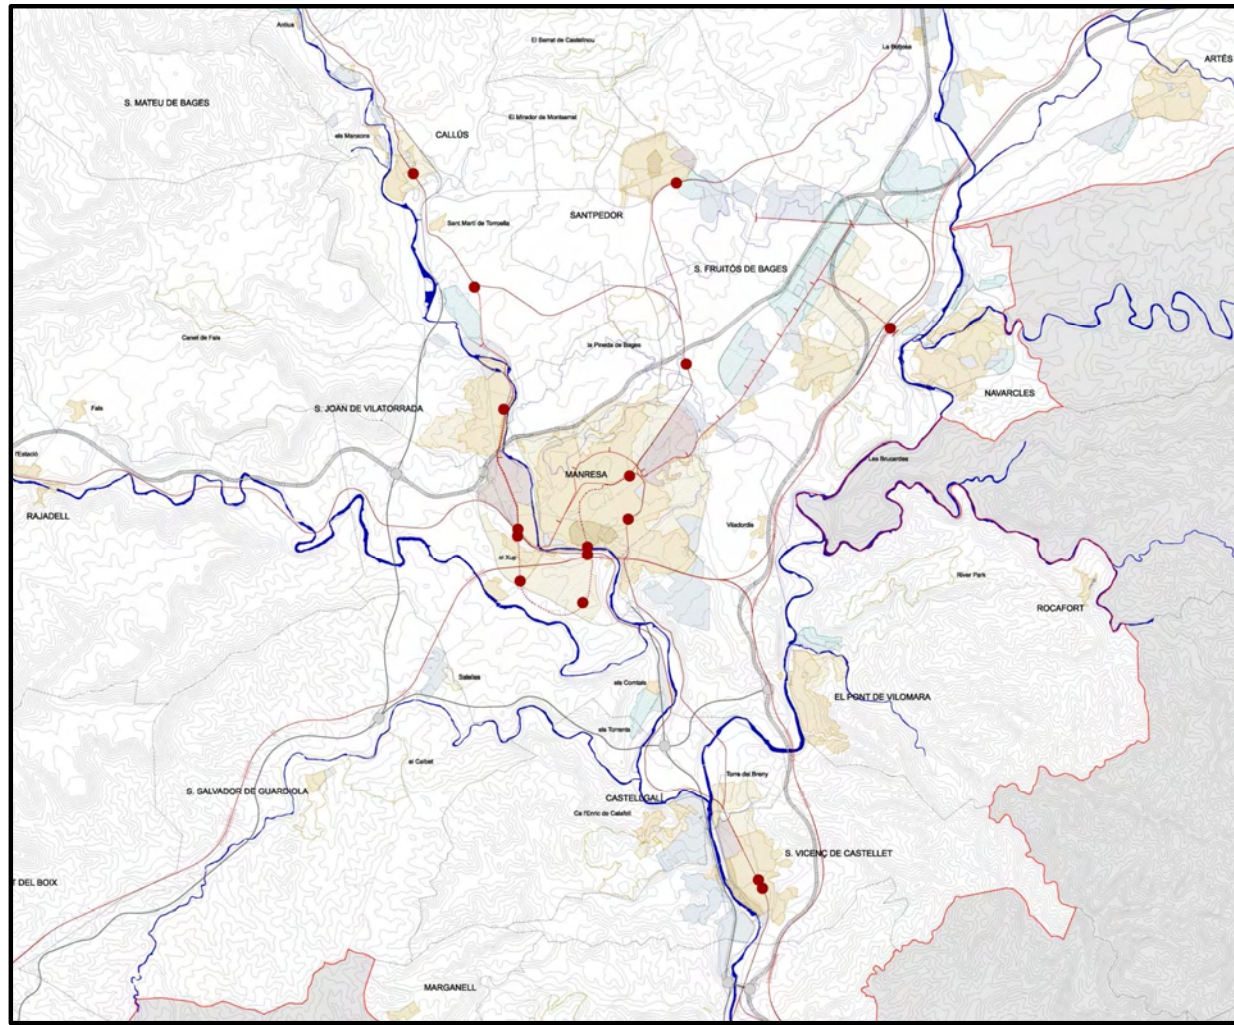 Antius
El Serrat de Castellnou
La Botjosa
ARTÉS
S. MATEU DE BAGES
El Mirador de Montserrat
els Manxons
CALLÚS
SANTPEDOR
Sant Martí de Torroella
S. FRUITÓS DE BAGES
Canet de Fals
la Pineda de Bages
NAVARCLES
Fals
S. JOAN DE VILATORRADA
l'Estació
Les Brucardes
MANRESA
RAJADELL
Viladordis
el Xup
River Park
ROCAFORT
Salelles
els Comtals
EL PONT DE VILOMARA
els Torrents
el Calbet
Torre del Breny
S. SALVADOR DE GUARDIOLA
CASTELLGALÍ
Ca l'Enric de Calafell
S. VICENÇ DE CASTELLET
T DEL BOIX
MARGANELL